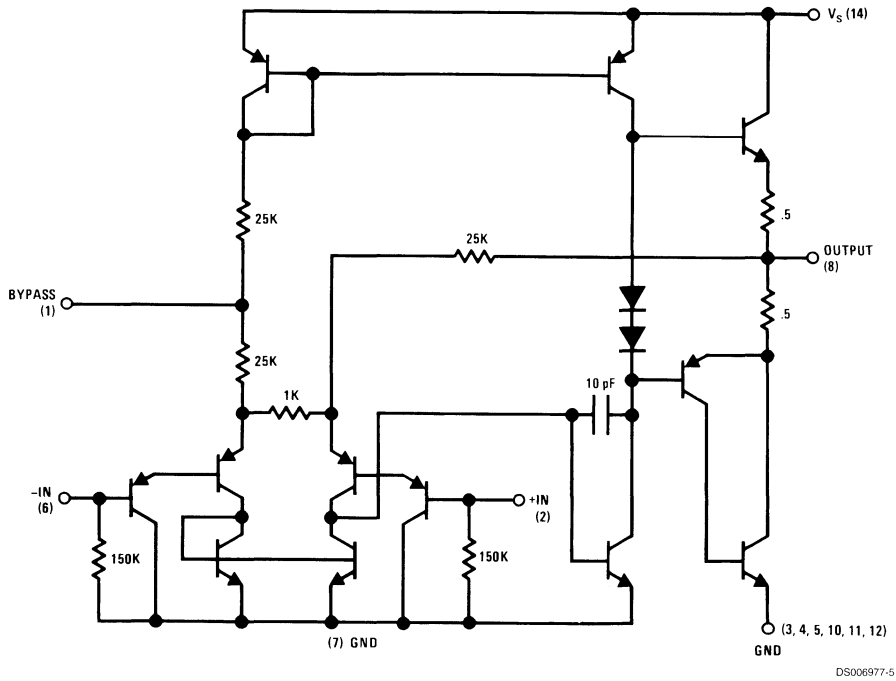 V_S (14)
25K
25K
.5
OUTPUT
(8)
BYPASS
(1)
.5
25K
10 pF
1K
–IN
(6)
+IN
(2)
150K
150K
(7) GND
(3, 4, 5, 10, 11, 12)
GND
DS006977-5